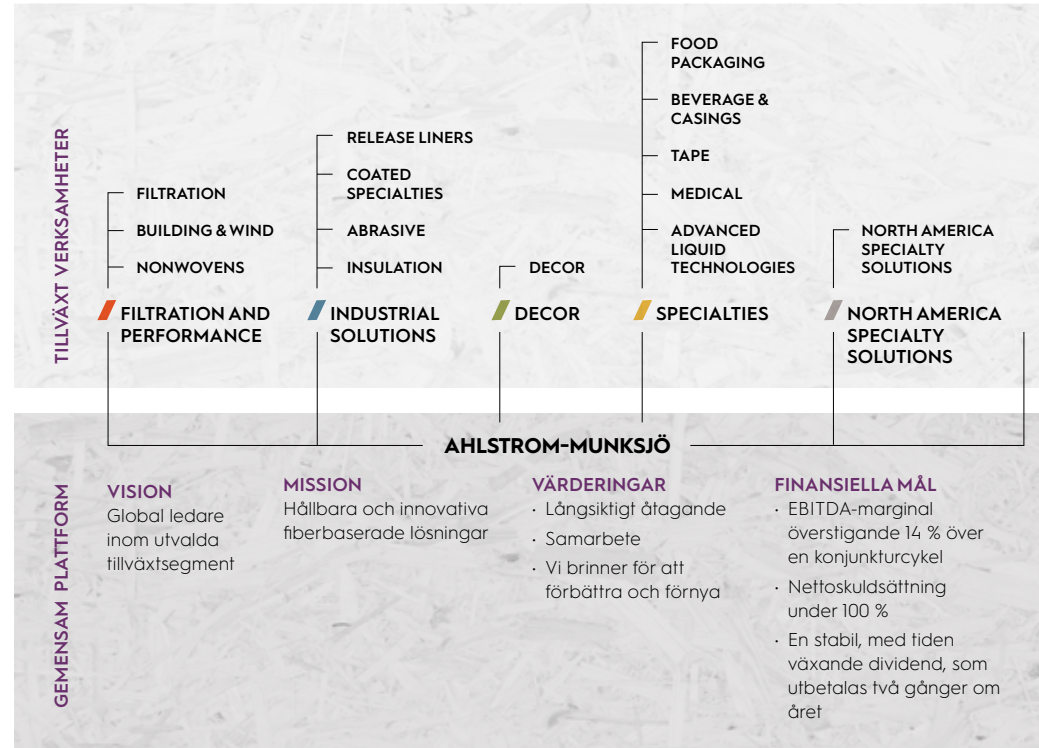 TILLVÄXT VERKSAMHETER
FILTRATION
BUILDING & WIND
NONWOVENS
FILTRATION AND
PERFORMANCE
RELEASE LINERS
COATED
SPECIALTIES
ABRASIVE
INSULATION
INDUSTRIAL
SOLUTIONS
DECOR
DECOR
FOOD
PACKAGING
BEVERAGE &
CASINGS
TAPE
MEDICAL
ADVANCED
LIQUID
TECHNOLOGIES
SPECIALTIES
NORTH AMERICA
SPECIALTY
SOLUTIONS
NORTH AMERICA
SPECIALTY
SOLUTIONS
AHLSTROM-MUNKSJÖ
GEMENSAM PLATTFORM
VISION
Global ledare
inom utvalda
tillväxtsegment
MISSION
Hållbara och innovativa
fiberbaserade lösningar
VÄRDERINGAR
· Långsiktigt åtagande
· Samarbete
· Vi brinner för att
förbättra och förnya
FINANSIELLA MÅL
· EBITDA-marginal
överstigande 14 % över
en konjunkturcykel
· Nettoskuldsättning
under 100 %
· En stabil, med tiden
växande dividend, som
utbetalas två gånger om
året